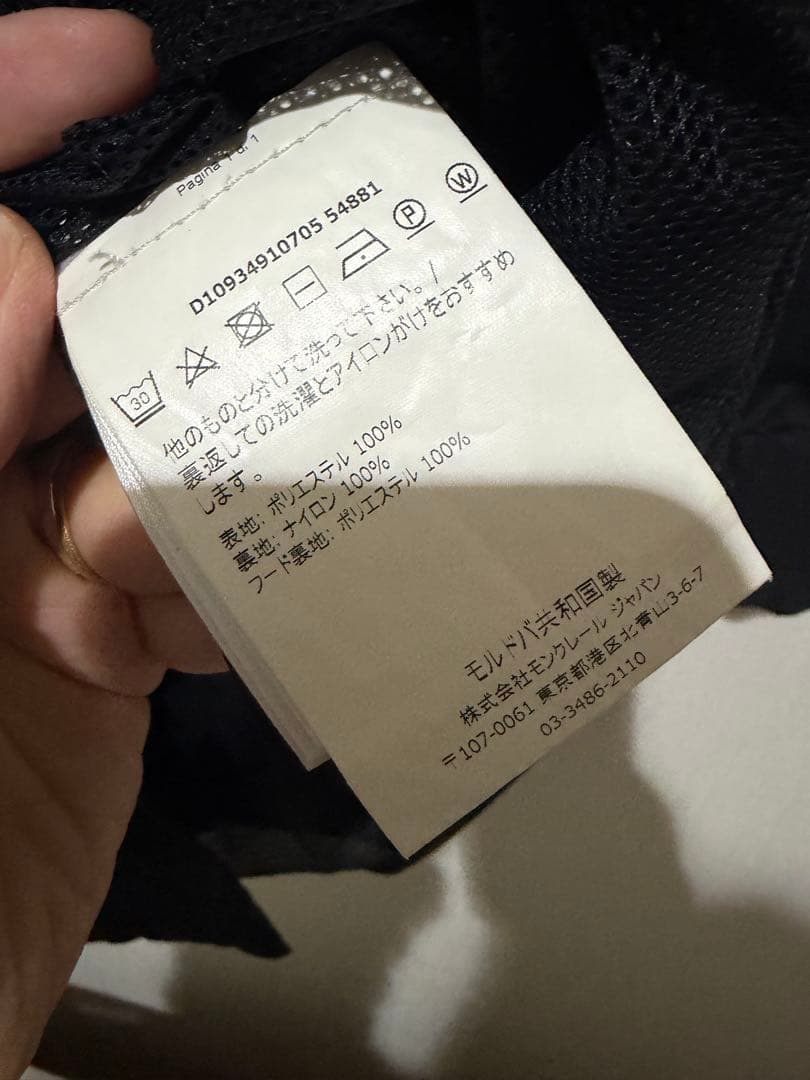 Pagina 1 di 1
D10934910705 54881
30
P
W
他のものと分けて洗って下さい。/
裏返しての洗濯とアイロンがけをおすすめ
します。
表地: ポリエステル 100%
裏地: ナイロン 100%
フード裏地: ポリエステル 100%
モルドバ共和国製
株式会社モンクレール ジャパン
〒107-0061 東京都港区北青山3-6-7
03-3486-2110